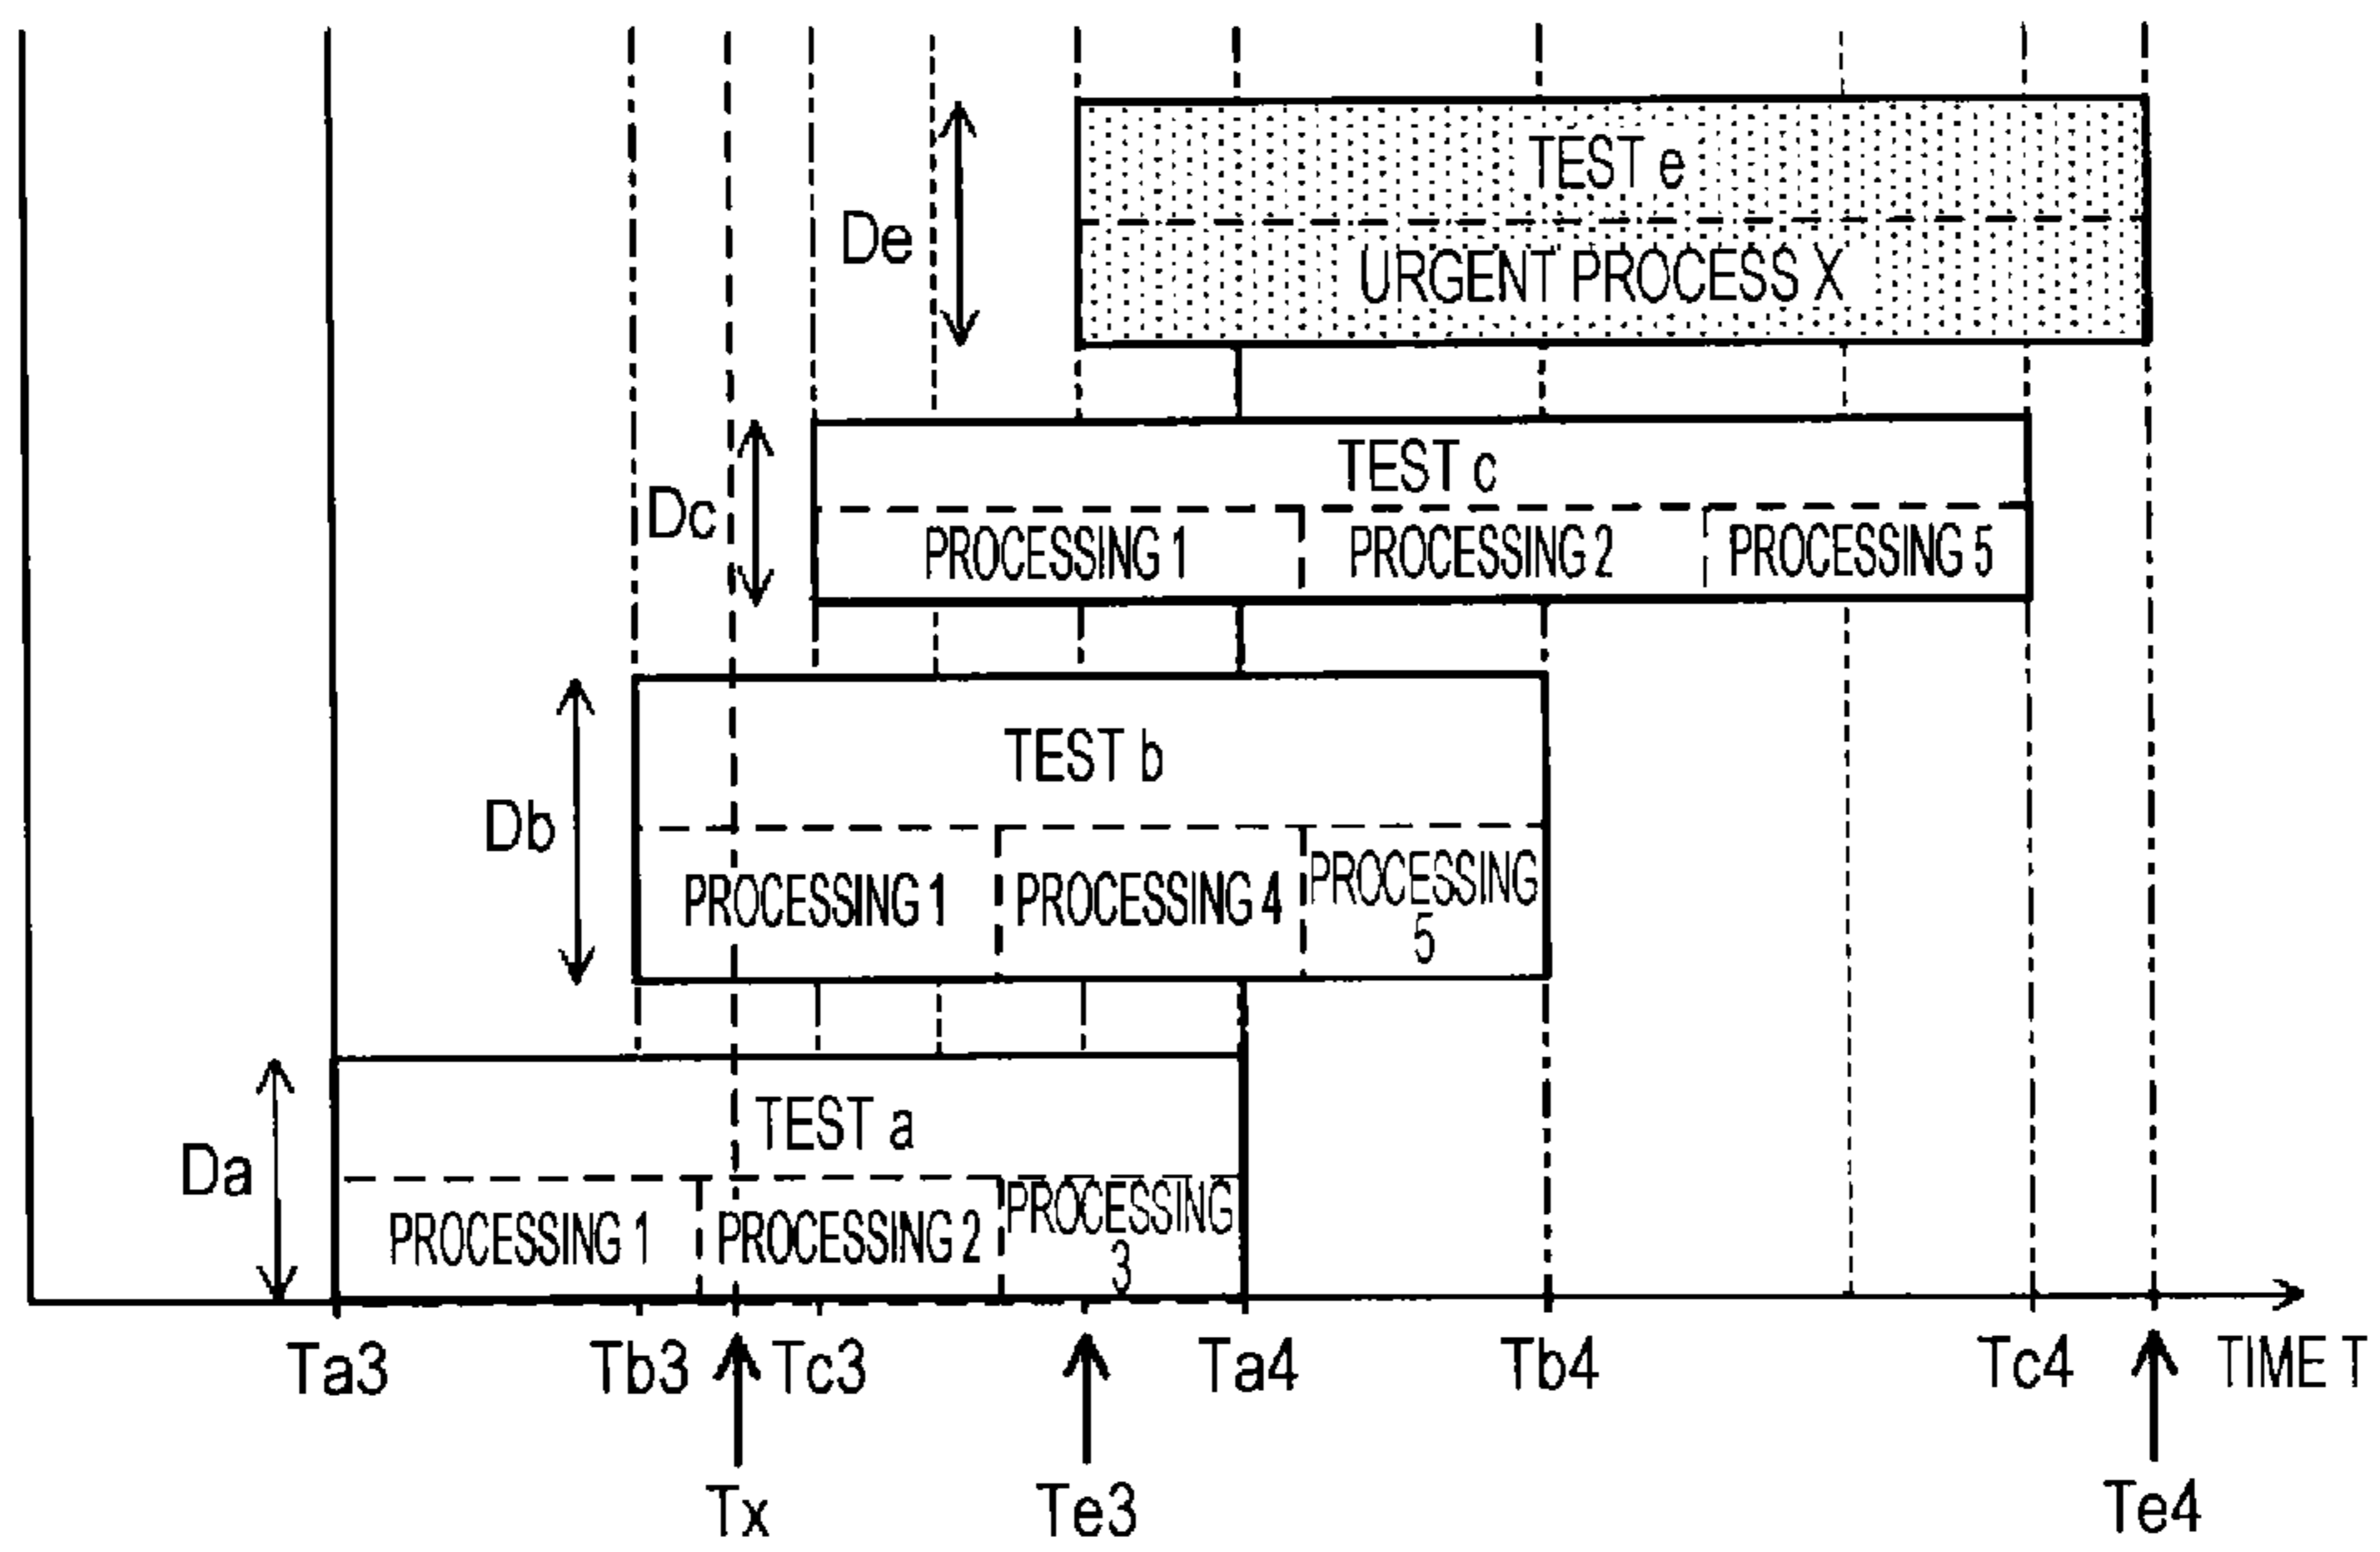 TEST e
De
URGENT PROCESS X
TEST c
Dc
PROCESSING 1 PROCESSING 2 PROCESSING 5
TEST b
Db
PROCESSING 1 PROCESSING 4 PROCESSING
5
TEST a
Da
PROCESSING 1 PROCESSING 2 PROCESSING
3
Ta3 Tb3 Tc3 Ta4 Tb4 Tc4 TIME T
Tx Te3 Te4